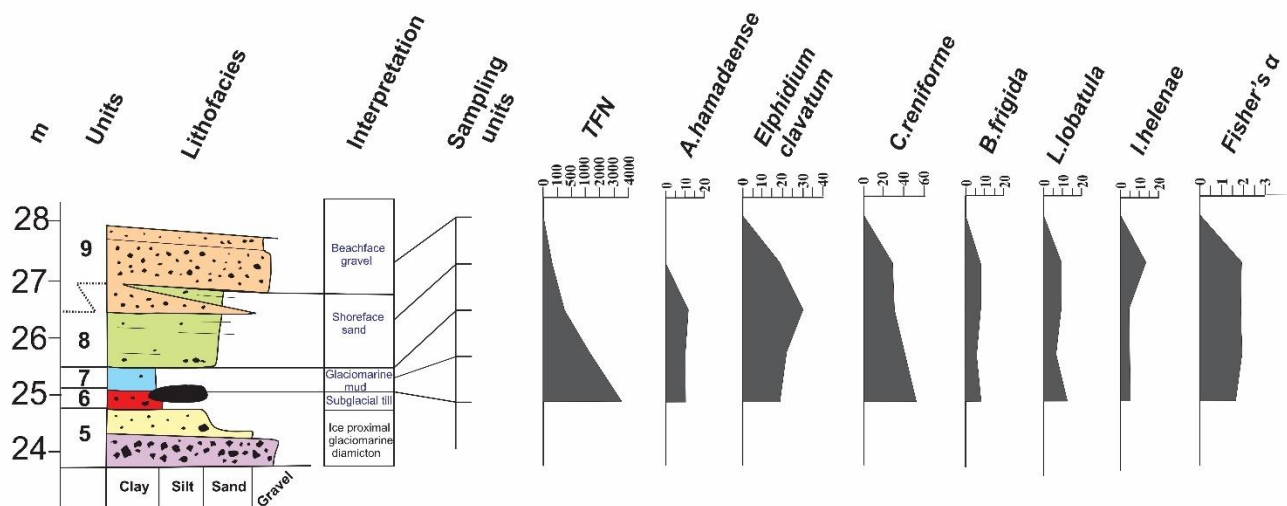 m
Units
Lithofacies
Interpretation
Sampling
units
TFN
A.hamadaense
Elphidium
clavatum
C.reniforme
B.frigida
L.lobatula
I.helenae
Fisher's α
0 100 500 1000 2000 3000 4000
0 10 20
0 10 20 30 40
0 20 40 60
0 10 20
0 10 20
0 10 20
0 1 2 3
28
27
26
25
24
9
8
7
6
5
Beachface
gravel
Shoreface
sand
Glaciomarine
mud
Subglacial till
Ice proximal
glaciomarine
diamicton
Clay
Silt
Sand
Gravel